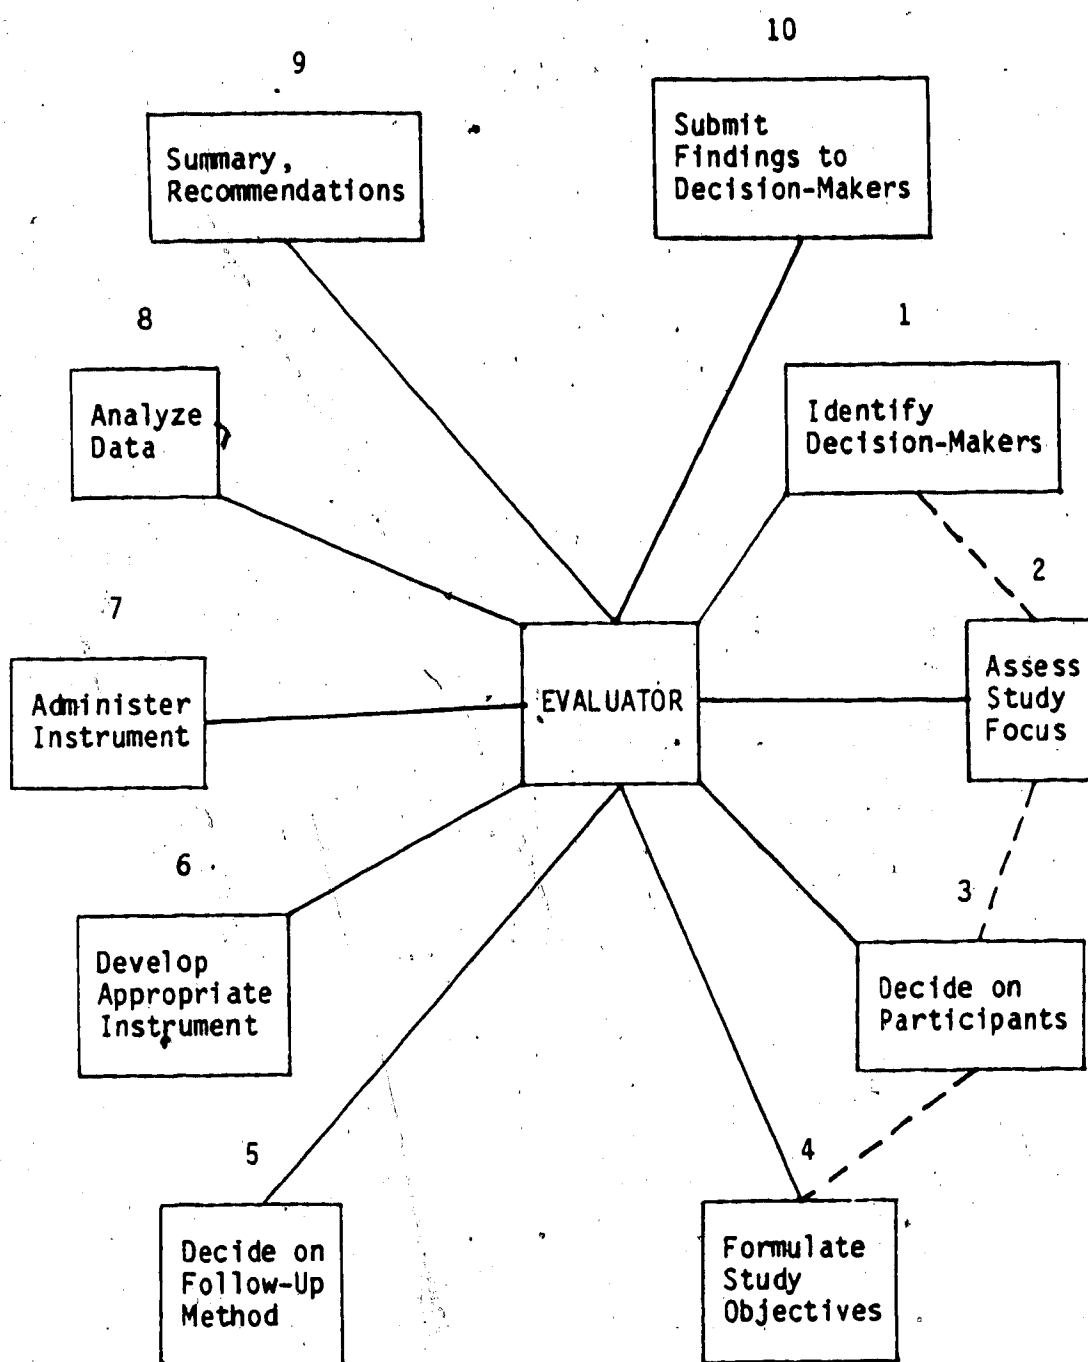 10
9
Submit
Findings to
Decision-Makers
Summary,
Recommendations
8
1
Analyze
Data
Identify
Decision-Makers
2
7
Assess
Study
Focus
Administer
Instrument
EVALUATOR
6
3
Develop
Appropriate
Instrument
Decide on
Participants
5
4
Decide on
Follow-Up
Method
Formulate
Study
Objectives